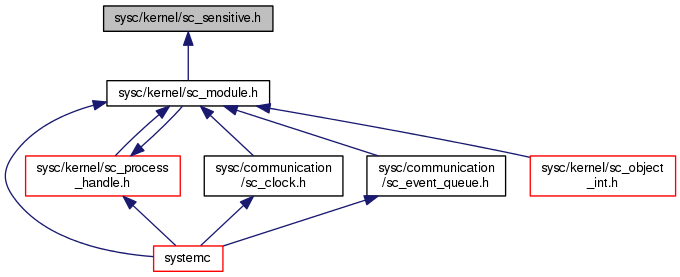 sysc/kernel/sc_sensitive.h
sysc/kernel/sc_module.h
sysc/kernel/sc_process
_handle.h
sysc/communication
/sc_clock.h
sysc/communication
/sc_event_queue.h
sysc/kernel/sc_object
_int.h
systemc